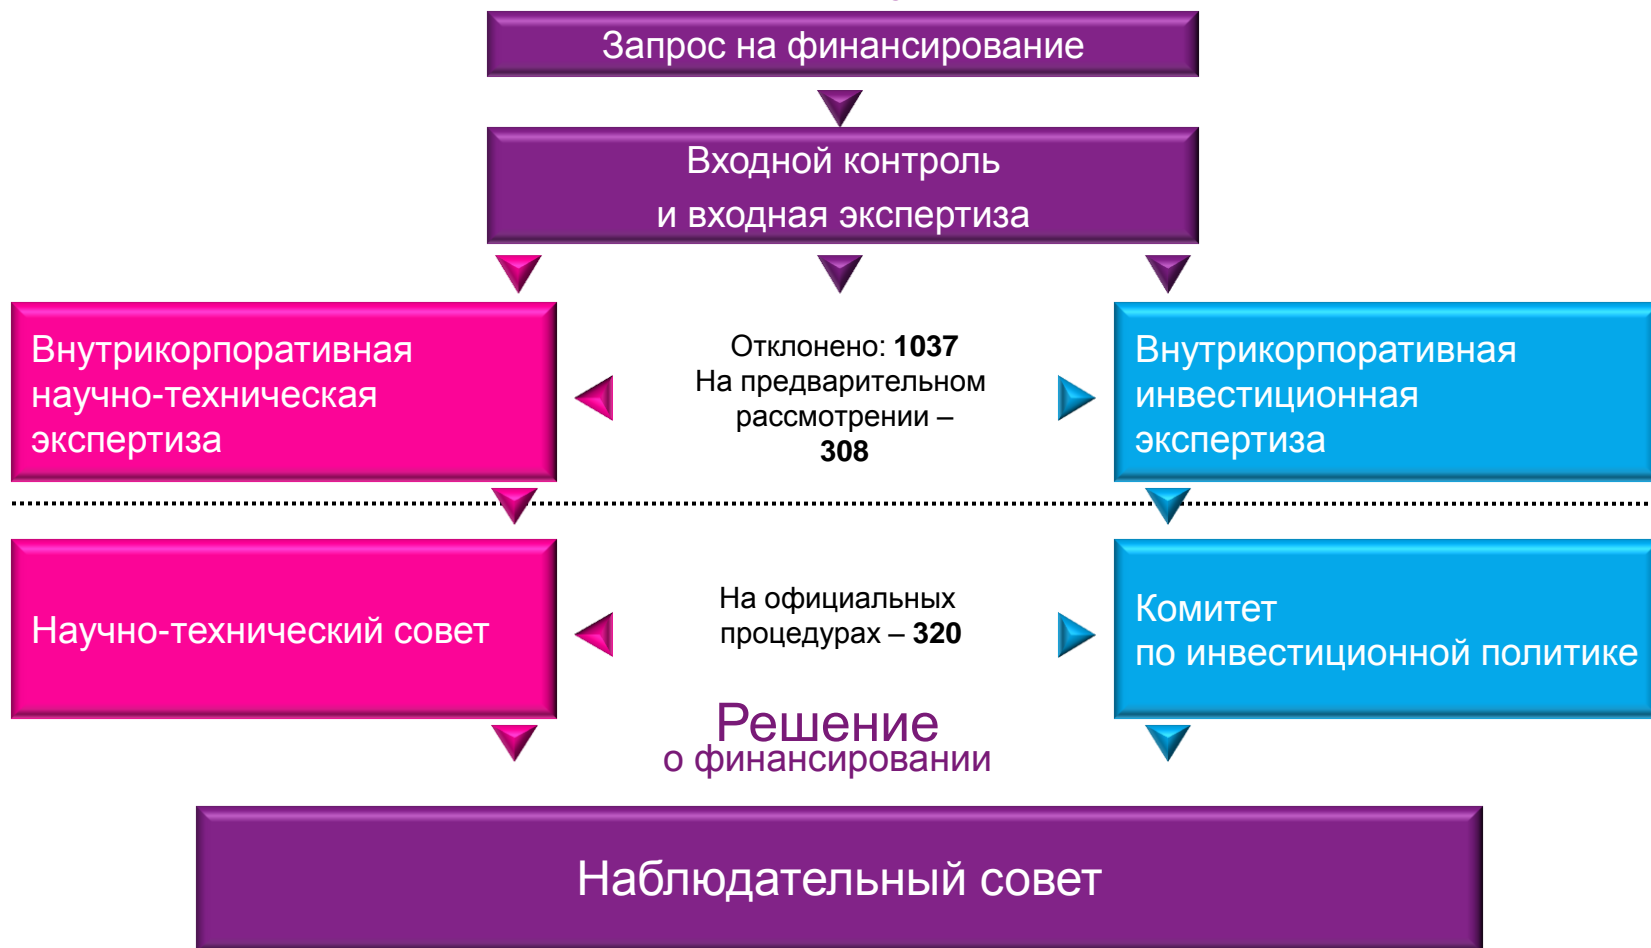 Запрос на финансирование
Входной контроль
и входная экспертиза
Внутрикорпоративная
научно-техническая
экспертиза
Отклонено: 1037
На предварительном
рассмотрении –
308
Внутрикорпоративная
инвестиционная
экспертиза
Научно-технический совет
На официальных
процедурах – 320
Комитет
по инвестиционной политике
Решение
о финансировании
Наблюдательный совет